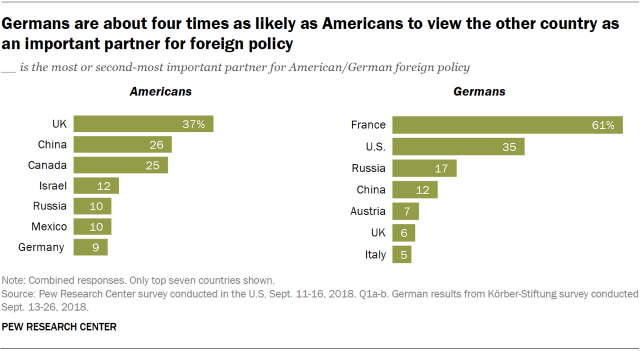 Germans are about four times as likely as Americans to view the other country as
an important partner for foreign policy
__ is the most or second-most important partner for American/German foreign policy
Americans
UK 37%
China 26
Canada 25
Israel 12
Russia 10
Mexico 10
Germany 9
Germans
France 61%
U.S. 35
Russia 17
China 12
Austria 7
UK 6
Italy 5
Note: Combined responses. Only top seven countries shown.
Source: Pew Research Center survey conducted in the U.S. Sept. 11-16, 2018. Q1a-b. German results from Körber-Stiftung survey conducted
Sept. 13-26, 2018.
PEW RESEARCH CENTER